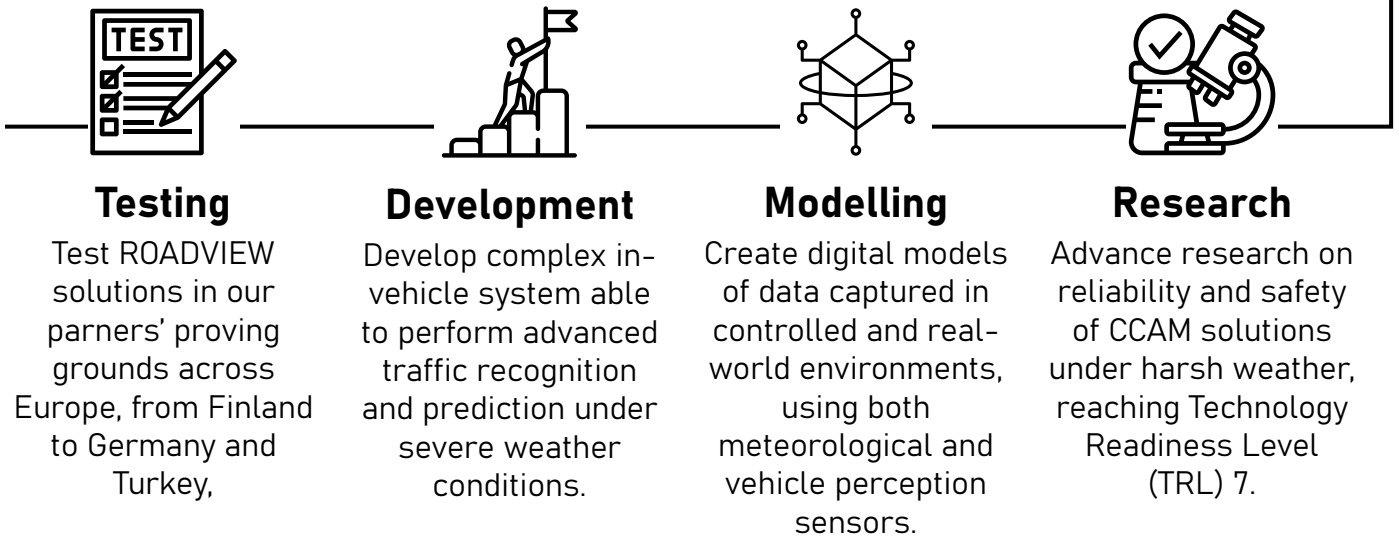 TEST
Testing
Test ROADVIEW
solutions in our
parners’ proving
grounds across
Europe, from Finland
to Germany and
Turkey,
Development
Develop complex in-
vehicle system able
to perform advanced
traffic recognition
and prediction under
severe weather
conditions.
Modelling
Create digital models
of data captured in
controlled and real-
world environments,
using both
meteorological and
vehicle perception
sensors.
Research
Advance research on
reliability and safety
of CCAM solutions
under harsh weather,
reaching Technology
Readiness Level
(TRL) 7.